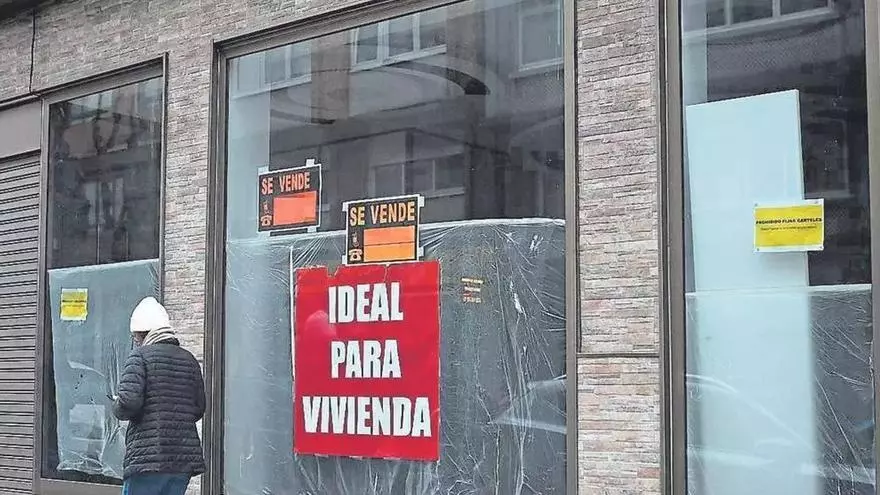 SE VENDE
SE VENDE
IDEAL
PARA
VIVIENDA
PROHIBIDO FIJAR CARTELES